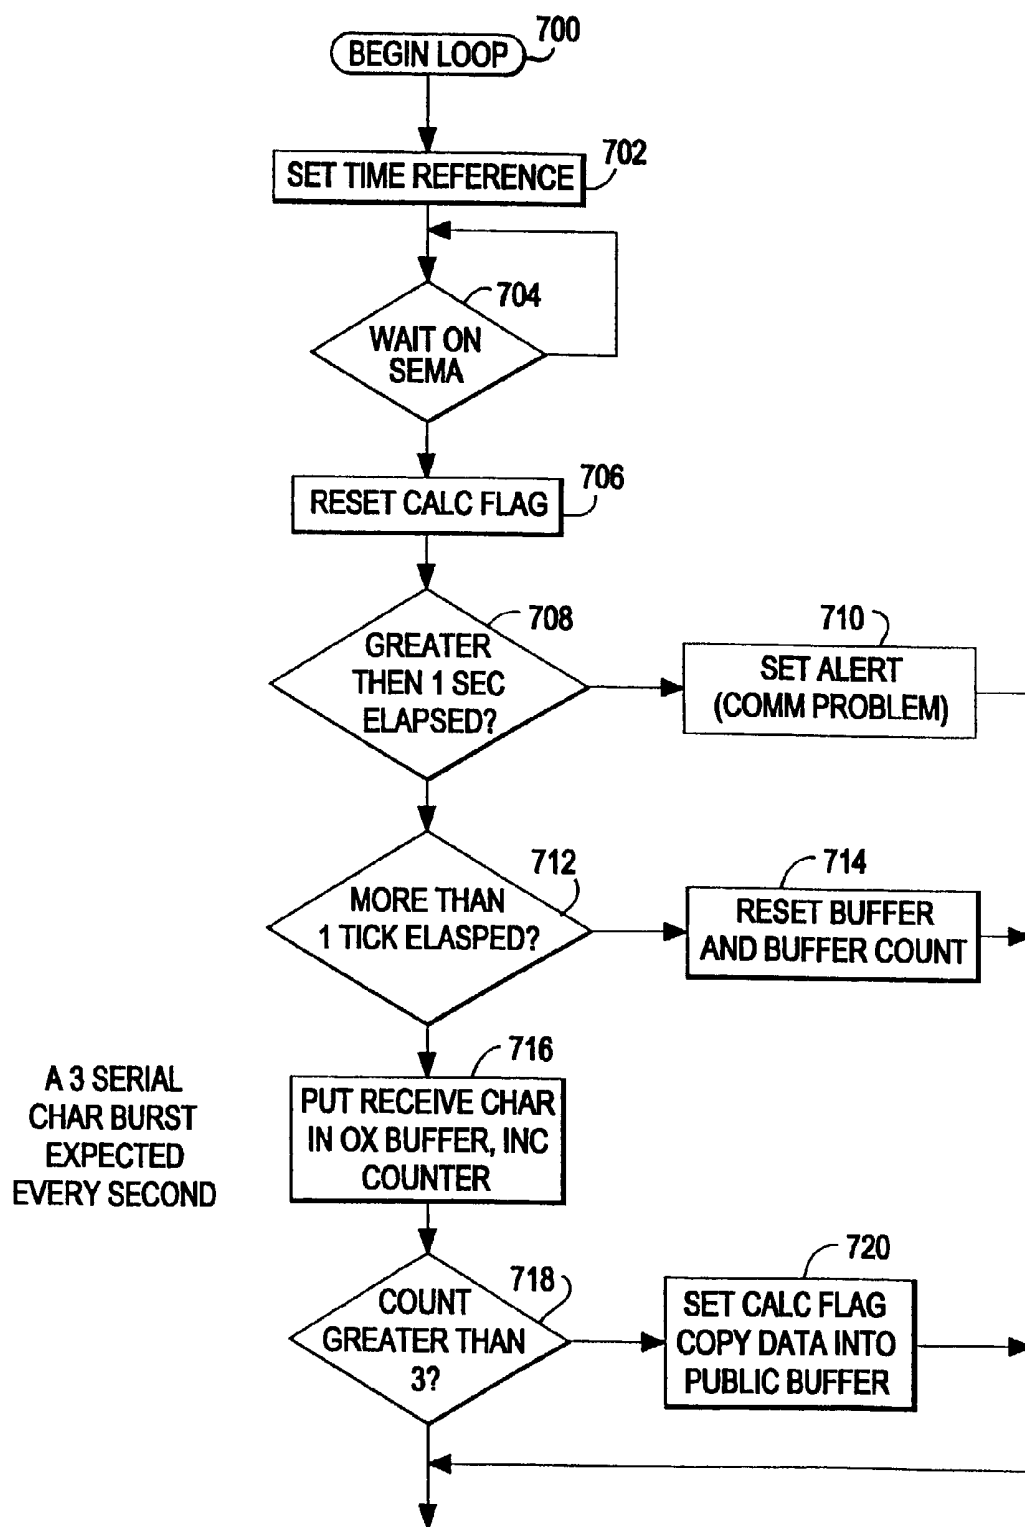 BEGIN LOOP
700
SET TIME REFERENCE
702
WAIT ON
SEMA
704
RESET CALC FLAG
706
GREATER
THEN 1 SEC
ELAPSED?
708
SET ALERT
(COMM PROBLEM)
710
MORE THAN
1 TICK ELASPED?
712
RESET BUFFER
AND BUFFER COUNT
714
A 3 SERIAL
CHAR BURST
EXPECTED
EVERY SECOND
PUT RECEIVE CHAR
IN OX BUFFER, INC
COUNTER
716
COUNT
GREATER THAN
3?
718
SET CALC FLAG
COPY DATA INTO
PUBLIC BUFFER
720